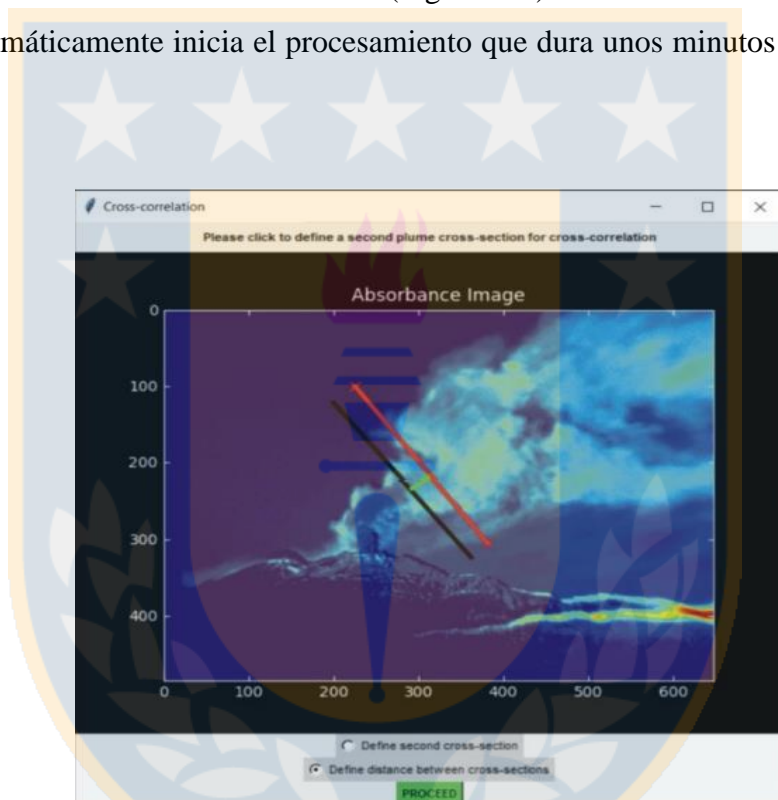 máticamente inicia el procesamiento que dura unos minutos
Cross-correlation
Please click to define a second plume cross-section for cross-correlation
Absorbance Image
0
100
200
300
400
0 100 200 300 400 500 600
Define second cross-section
Define distance between cross-sections
PROCEED